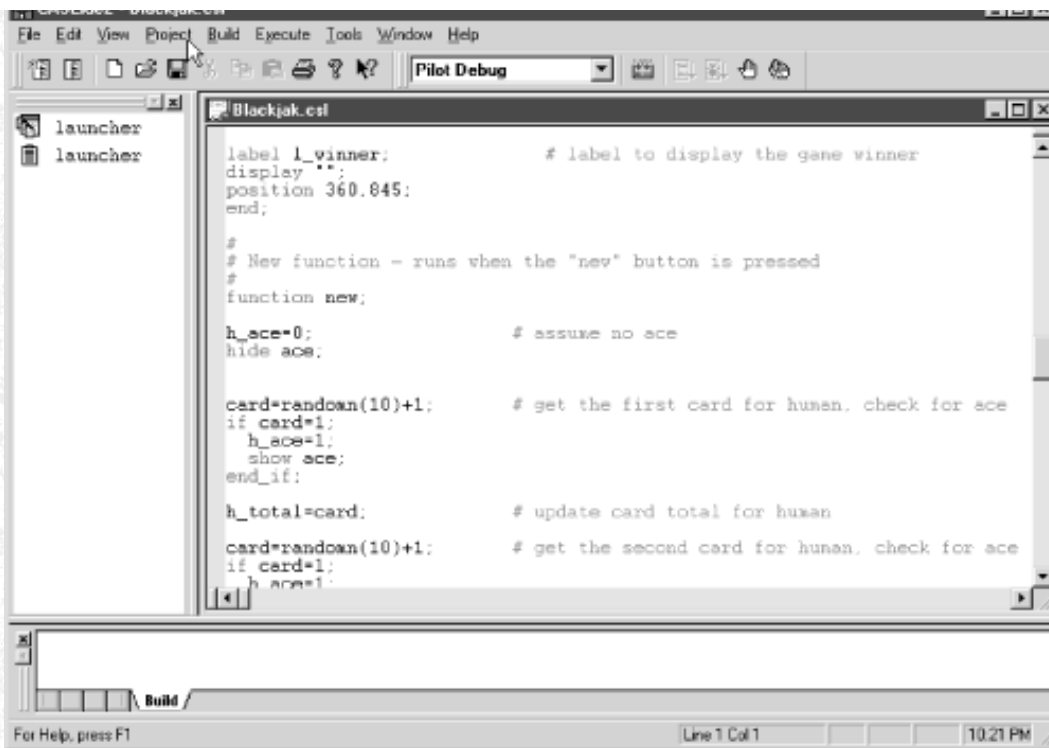 File Edit View Project Build Execute Tools Window Help
Pilot Debug
launcher
launcher
Blackjak.csl
label l_winner; # label to display the game winner
display "";
position 360,845;
end;
#
# New function - runs when the "new" button is pressed
#
function new;
h_ace=0; # assume no ace
hide ace;
card=random(10)+1; # get the first card for human, check for ace
if card=1;
h_ace=1;
show ace;
end_if;
h_total=card; # update card total for human
card=random(10)+1; # get the second card for human, check for ace
if card=1;
h_ace=1;
Build
For Help, press F1
Line 1 Col 1
10:21 PM